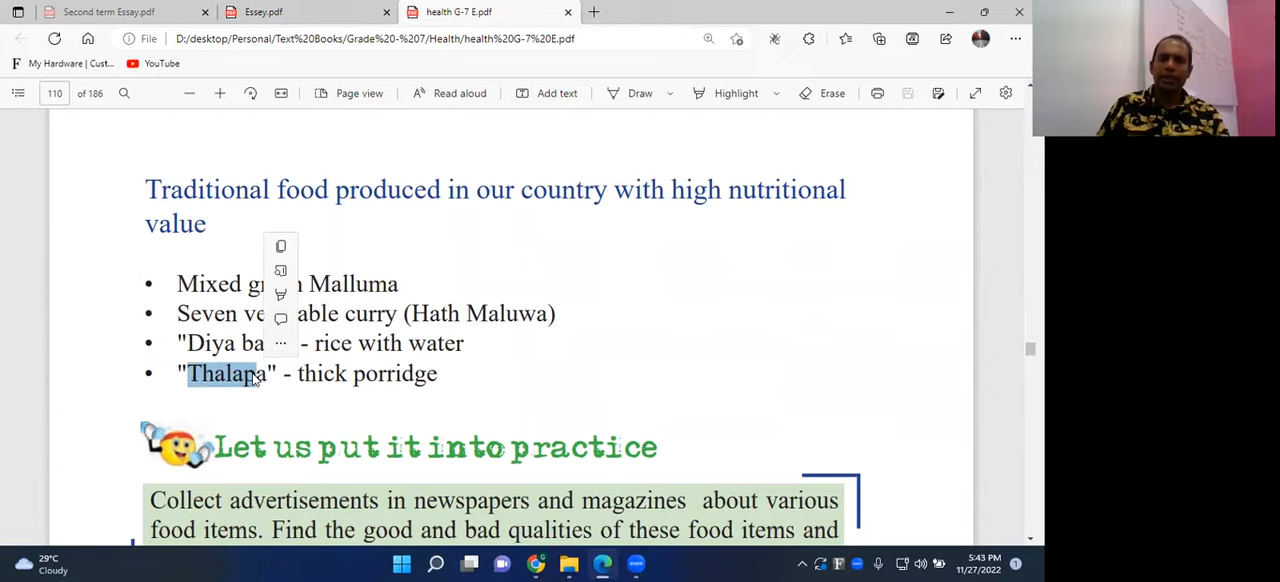 Second term Essay.pdf
Essey.pdf
health G-7 E.pdf
File
D:/desktop/Personal/Text%20Books/Grade%20-%207/Health/health%20G-7%20E.pdf
My Hardware | Cust...
YouTube
110 of 186
Page view
Read aloud
Add text
Draw
Highlight
Erase
Traditional food produced in our country with high nutritional
value
• Mixed Malluma
• Seven curry (Hath Maluwa)
• "Diya - rice with water
• "Thalapa" - thick porridge
Let us put it into practice
Collect advertisements in newspapers and magazines about various
food items. Find the good and bad qualities of these food items and
29°C
Cloudy
5:43 PM
11/27/2022